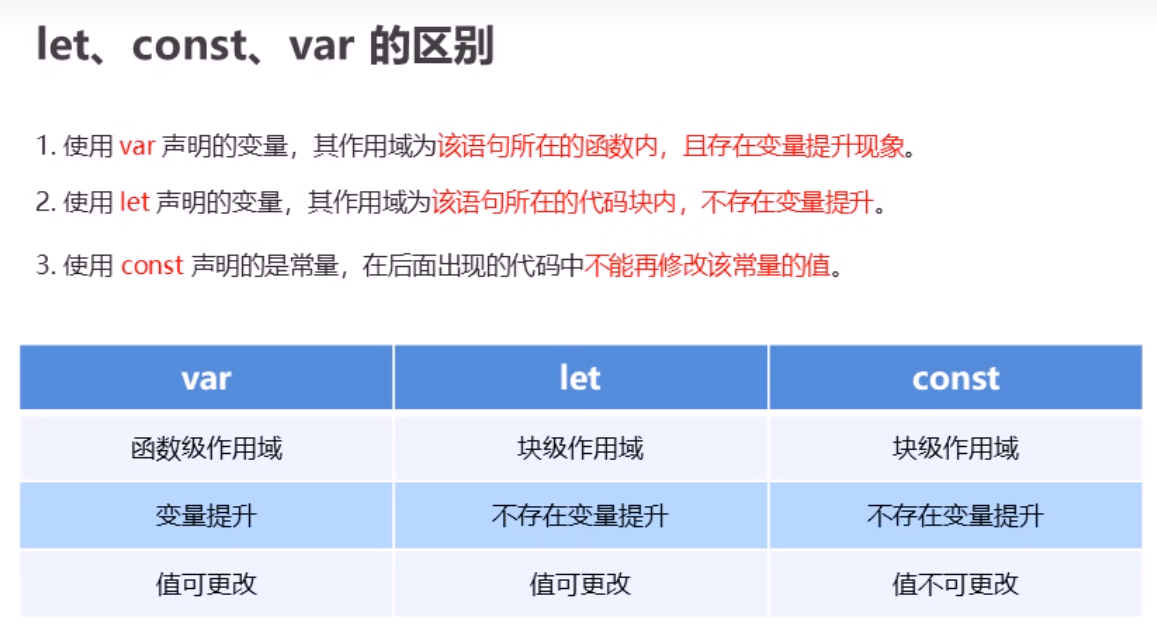 let、const、var 的区别
1. 使用 var 声明的变量，其作用域为该语句所在的函数内，且存在变量提升现象。
2. 使用 let 声明的变量，其作用域为该语句所在的代码块内，不存在变量提升。
3. 使用 const 声明的是常量，在后面出现的代码中不能再修改该常量的值。
var let const
函数级作用域 块级作用域 块级作用域
变量提升 不存在变量提升 不存在变量提升
值可更改 值可更改 值不可更改